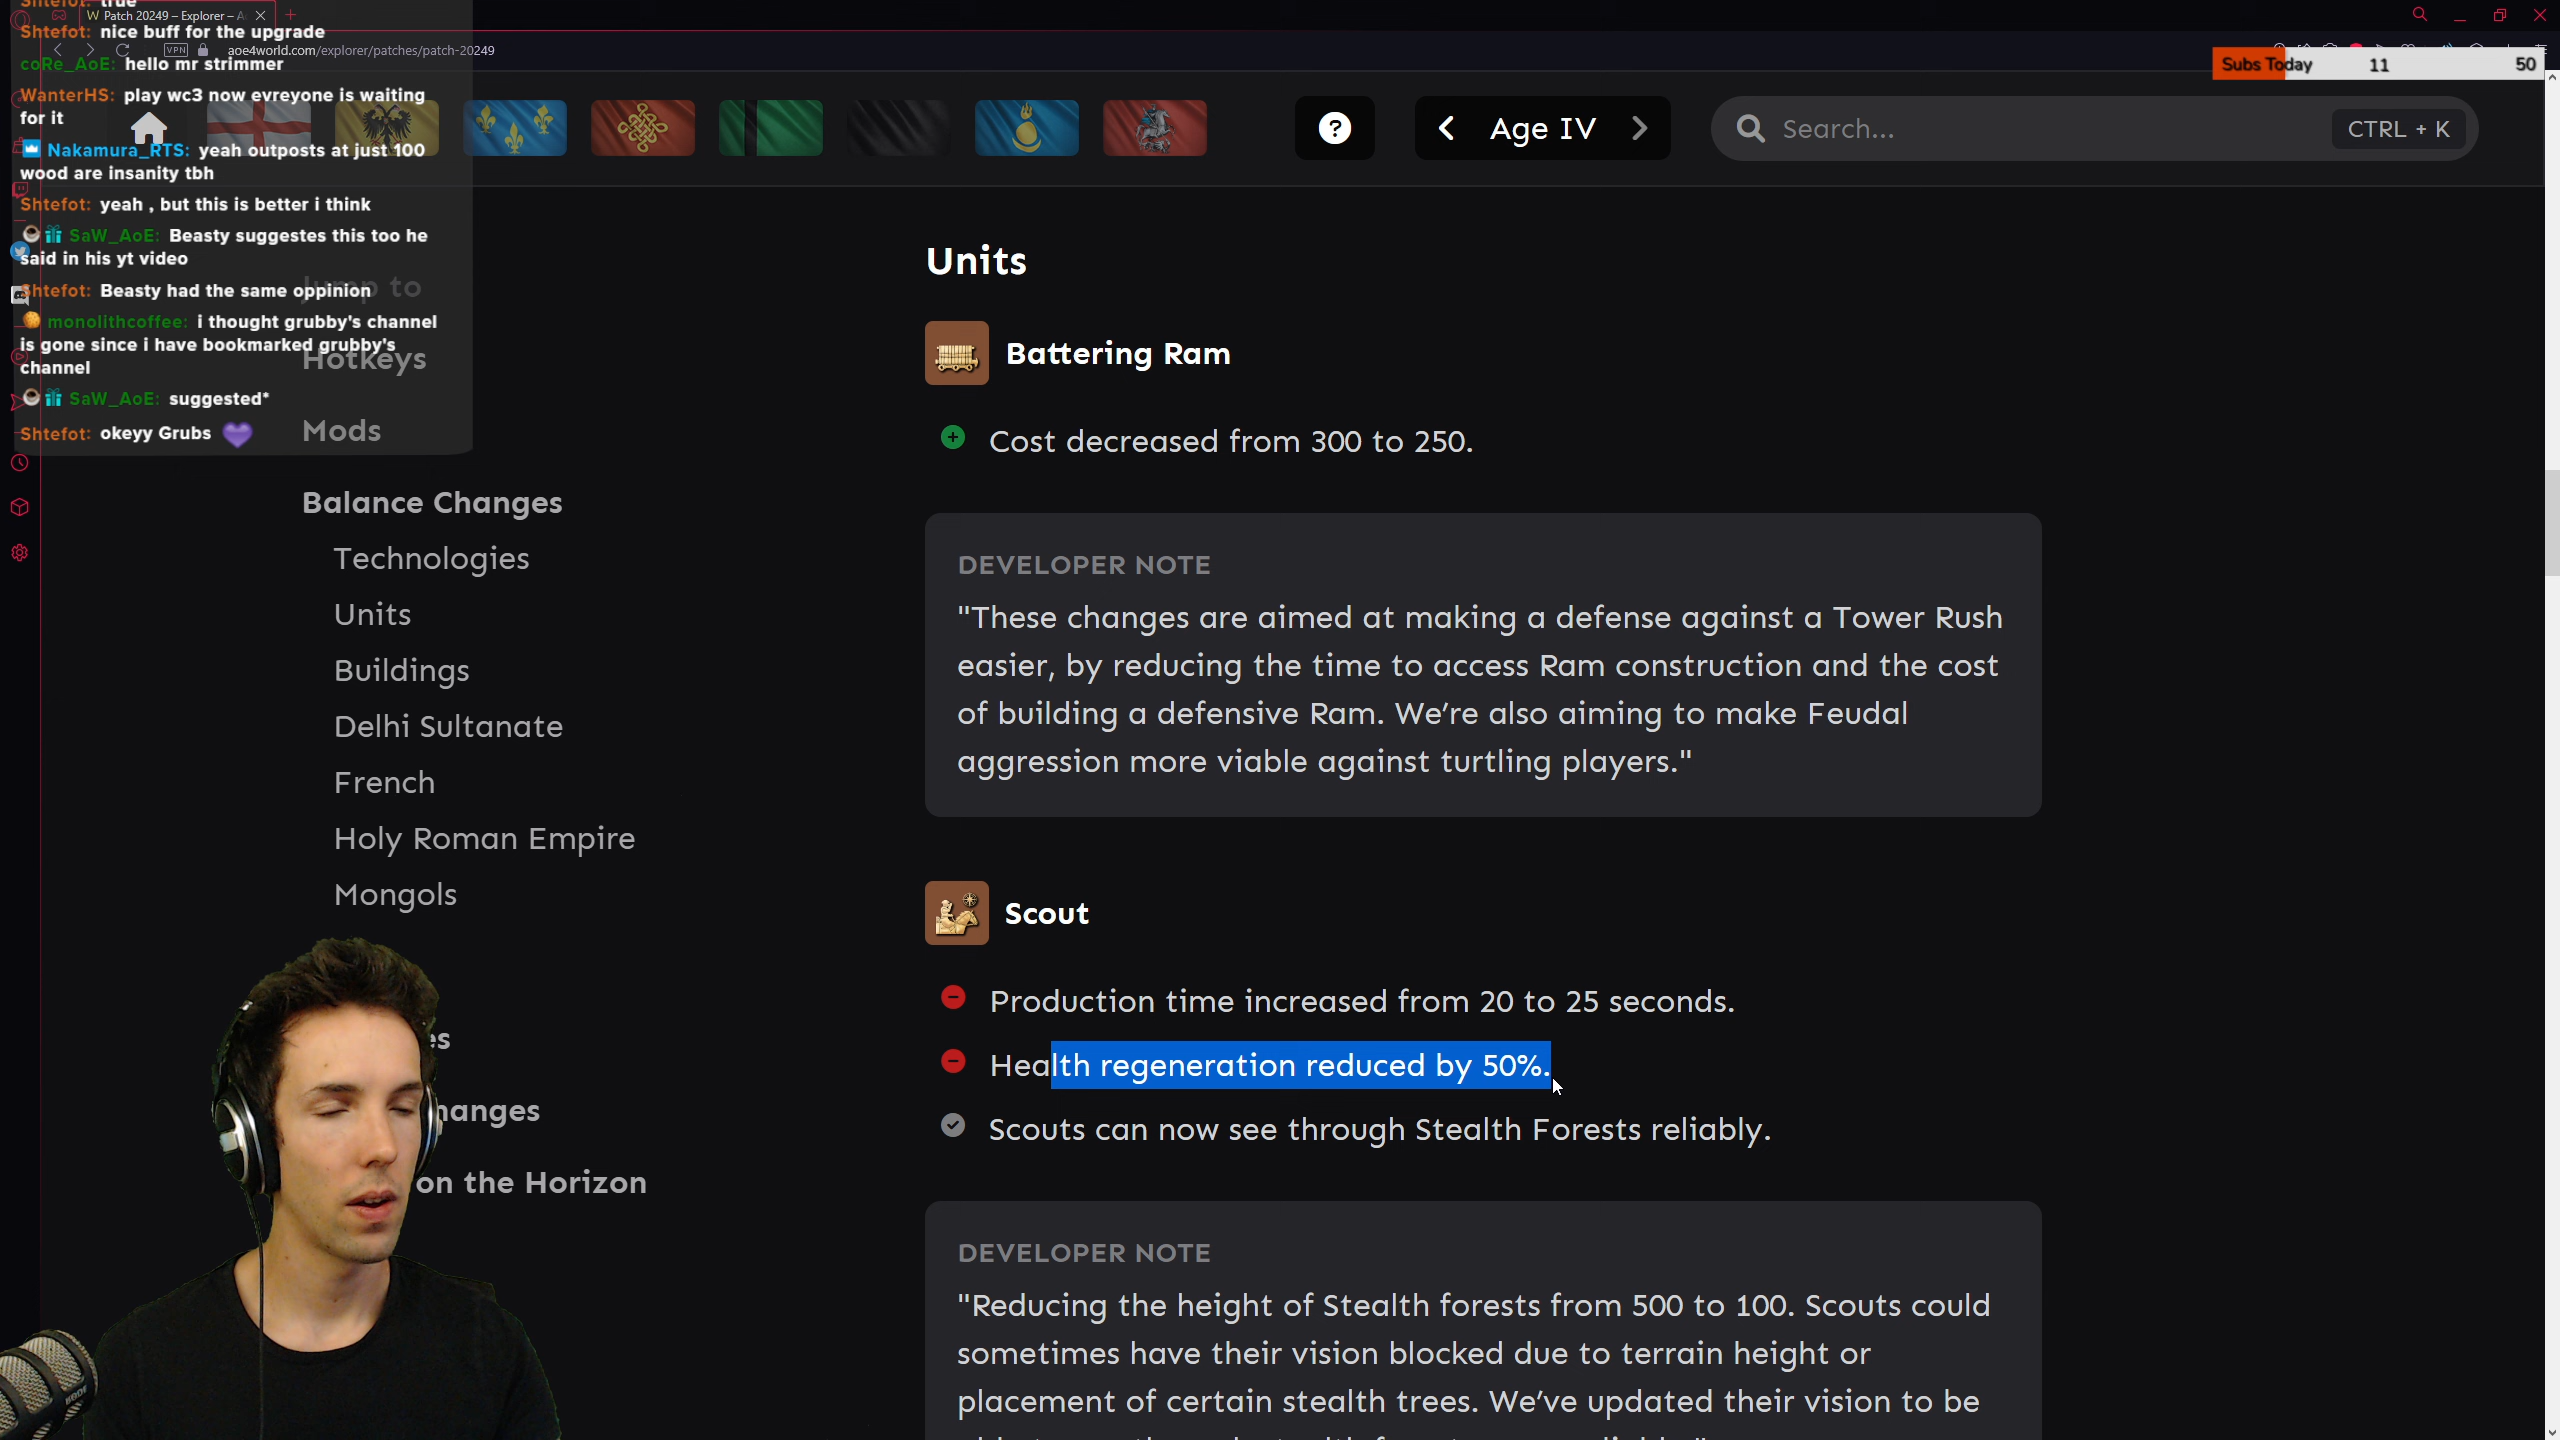 Shtefot: true
Shtefot: nice buff for the upgrade
coRe_AoE: hello mr strimmer
WanterHS: play wc3 now evreyone is waiting
for it
Nakamura_RTS: yeah outposts at just 100
wood are insanity tbh
Shtefot: yeah , but this is better i think
SaW_AoE: Beasty suggestes this too he
said in his yt video
Shtefot: Beasty had the same oppinion
monolithcoffee: i thought grubby's channel
is gone since i have bookmarked grubby's
channel
SaW_AoE: suggested*
Shtefot: okeyy Grubs
W Patch 20249 – Explorer – A
VPN
aoe4world.com/explorer/patches/patch-20249
Subs Today 11 50
?
Age IV
Search...
CTRL + K
Jump to
Hotkeys
Mods
Balance Changes
Technologies
Units
Buildings
Delhi Sultanate
French
Holy Roman Empire
Mongols
es
hanges
on the Horizon
Units
Battering Ram
Cost decreased from 300 to 250.
DEVELOPER NOTE
"These changes are aimed at making a defense against a Tower Rush
easier, by reducing the time to access Ram construction and the cost
of building a defensive Ram. We're also aiming to make Feudal
aggression more viable against turtling players."
Scout
Production time increased from 20 to 25 seconds.
Health regeneration reduced by 50%.
Scouts can now see through Stealth Forests reliably.
DEVELOPER NOTE
"Reducing the height of Stealth forests from 500 to 100. Scouts could
sometimes have their vision blocked due to terrain height or
placement of certain stealth trees. We've updated their vision to be
RODE